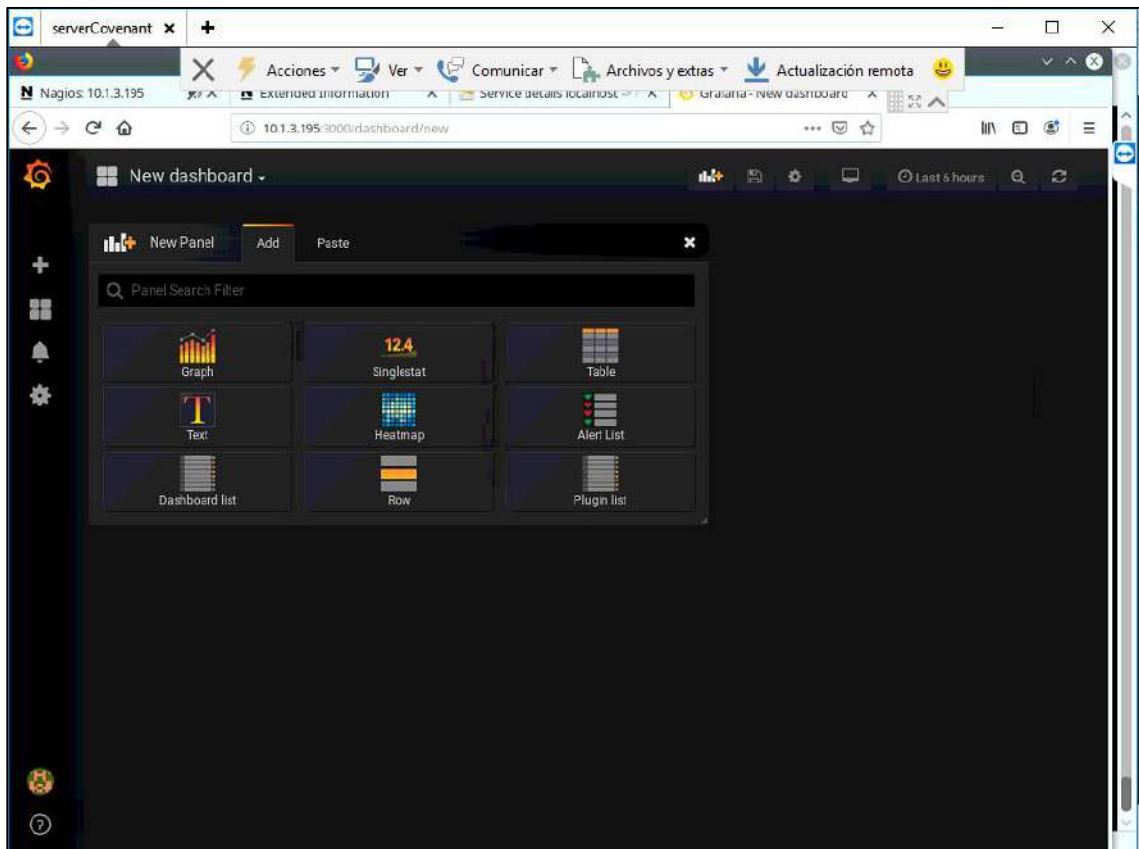 serverCovenant
Acciones Ver Comunicar Archivos y extras Actualización remota
Nagios: 10.1.3.195 Extended Information Service details localhost Grafana - New dashboard
10.1.3.195:3000/dashboard/new
New dashboard Last 6 hours
New Panel Add Paste
Panel Search Filter
12.4
Graph Singlestat Table
T
Text Heatmap Alert List
Dashboard list Row Plugin list